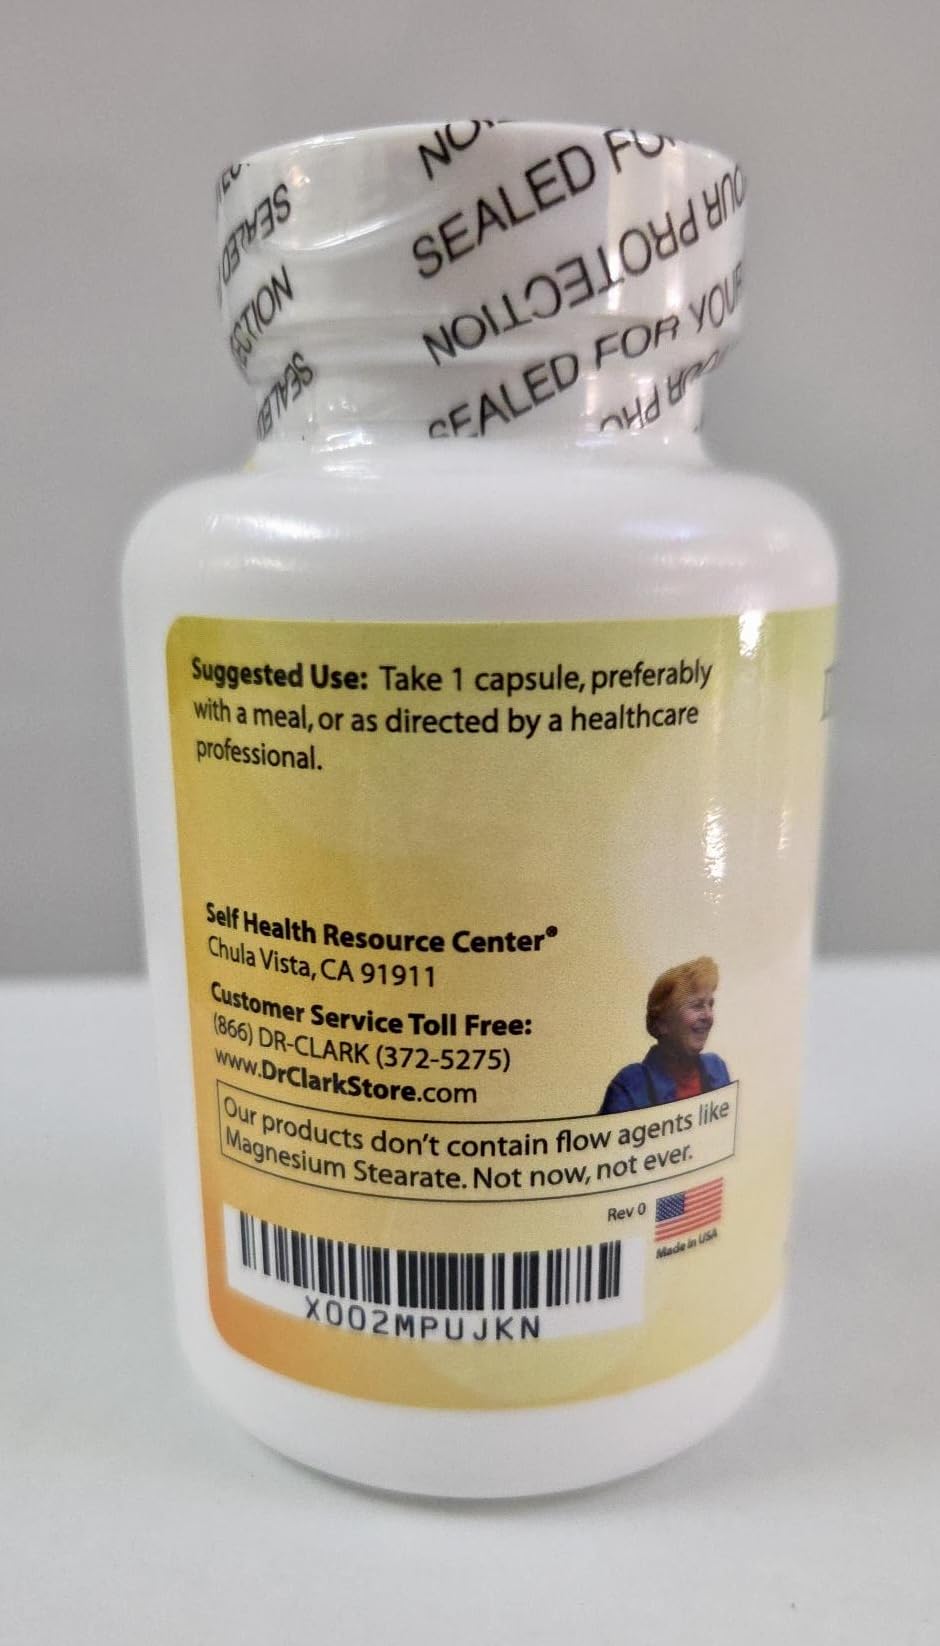 SEALED FOR YOUR
PROTECTION
SEALED FOR YOUR
Suggested Use: Take 1 capsule, preferably
with a meal, or as directed by a healthcare
professional.
Self Health Resource Center®
Chula Vista, CA 91911
Customer Service Toll Free:
(866) DR-CLARK (372-5275)
www.DrClarkStore.com
Our products don't contain flow agents like
Magnesium Stearate. Not now, not ever.
Rev 0
Made in USA
X002MPUJKN